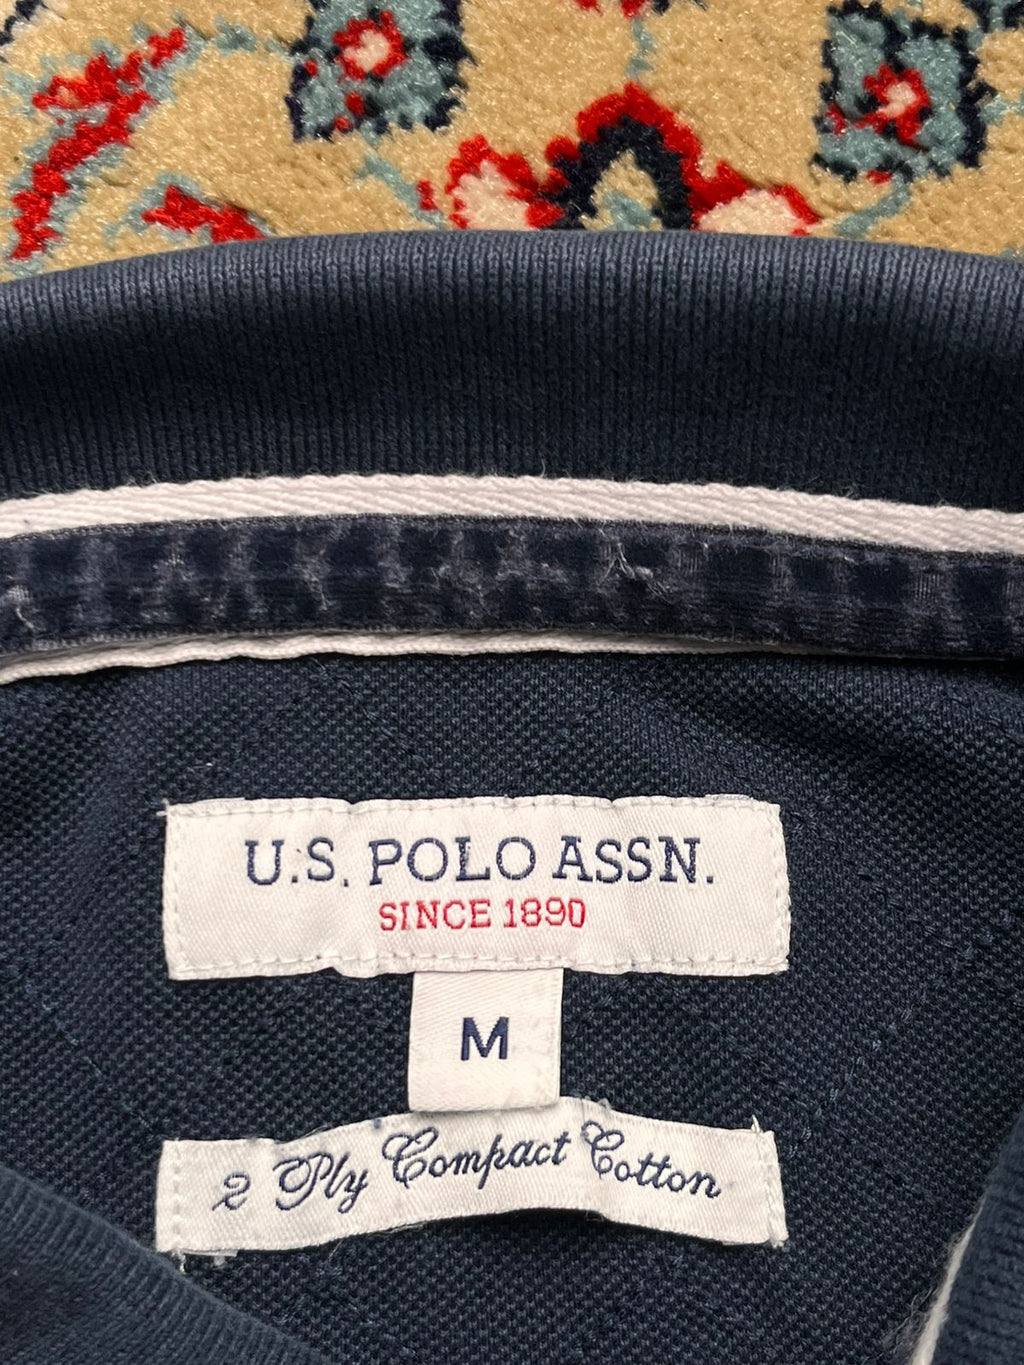 U.S. POLO ASSN.
SINCE 1890
M
2 Ply Compact Cotton